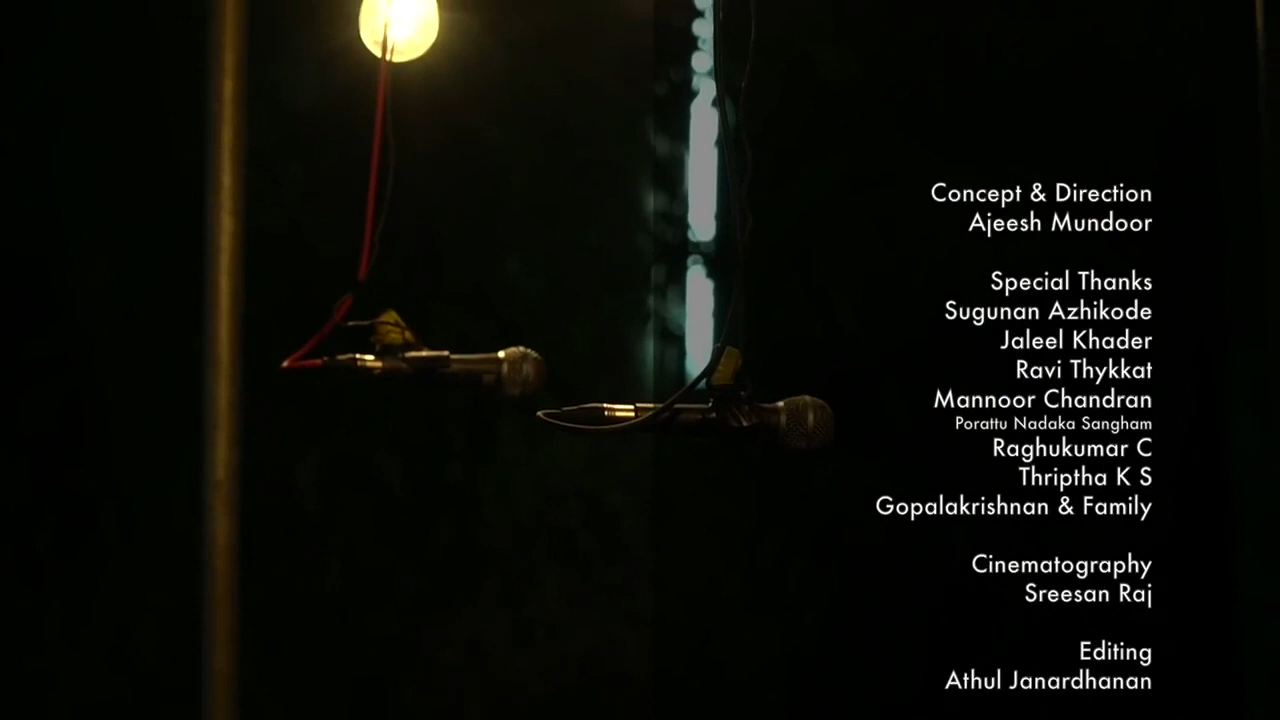 Concept & Direction
Ajeesh Mundoor
Special Thanks
Sugunan Azhikode
Jaleel Khader
Ravi Thykkat
Mannoor Chandran
Porattu Nadaka Sangham
Raghukumar C
Thriptha K S
Gopalakrishnan & Family
Cinematography
Sreesan Raj
Editing
Athul Janardhanan